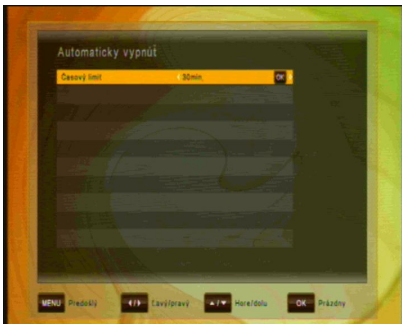 Automaticky vypnúť
Časový limit 30min. OK
MENU Predošlý Ľavý/pravý Hore/dolu OK Prázdny